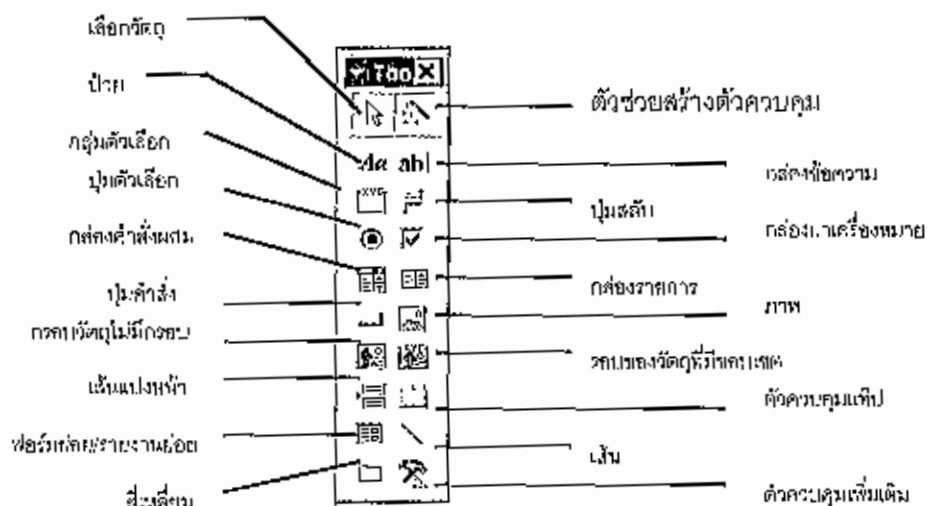 เลือกวัตถุ
ป้าย
กลุ่มตัวเลือก
ปุ่มตัวเลือก
กล่องคำสั่งผสม
ปุ่มคำสั่ง
กรอบวัตถุไม่มีกรอบ
เส้นแบ่งหน้า
ฟอร์มย่อย/รายงานย่อย
สี่เหลี่ยม
Too
Aa ab|
XYZ
ตัวช่วยสร้างตัวควบคุม
กล่องข้อความ
ปุ่มสลับ
กล่องกาเครื่องหมาย
กล่องรายการ
ภาพ
กรอบของวัตถุที่มีขอบเขต
ตัวควบคุมแท็ป
เส้น
ตัวควบคุมเพิ่มเติม